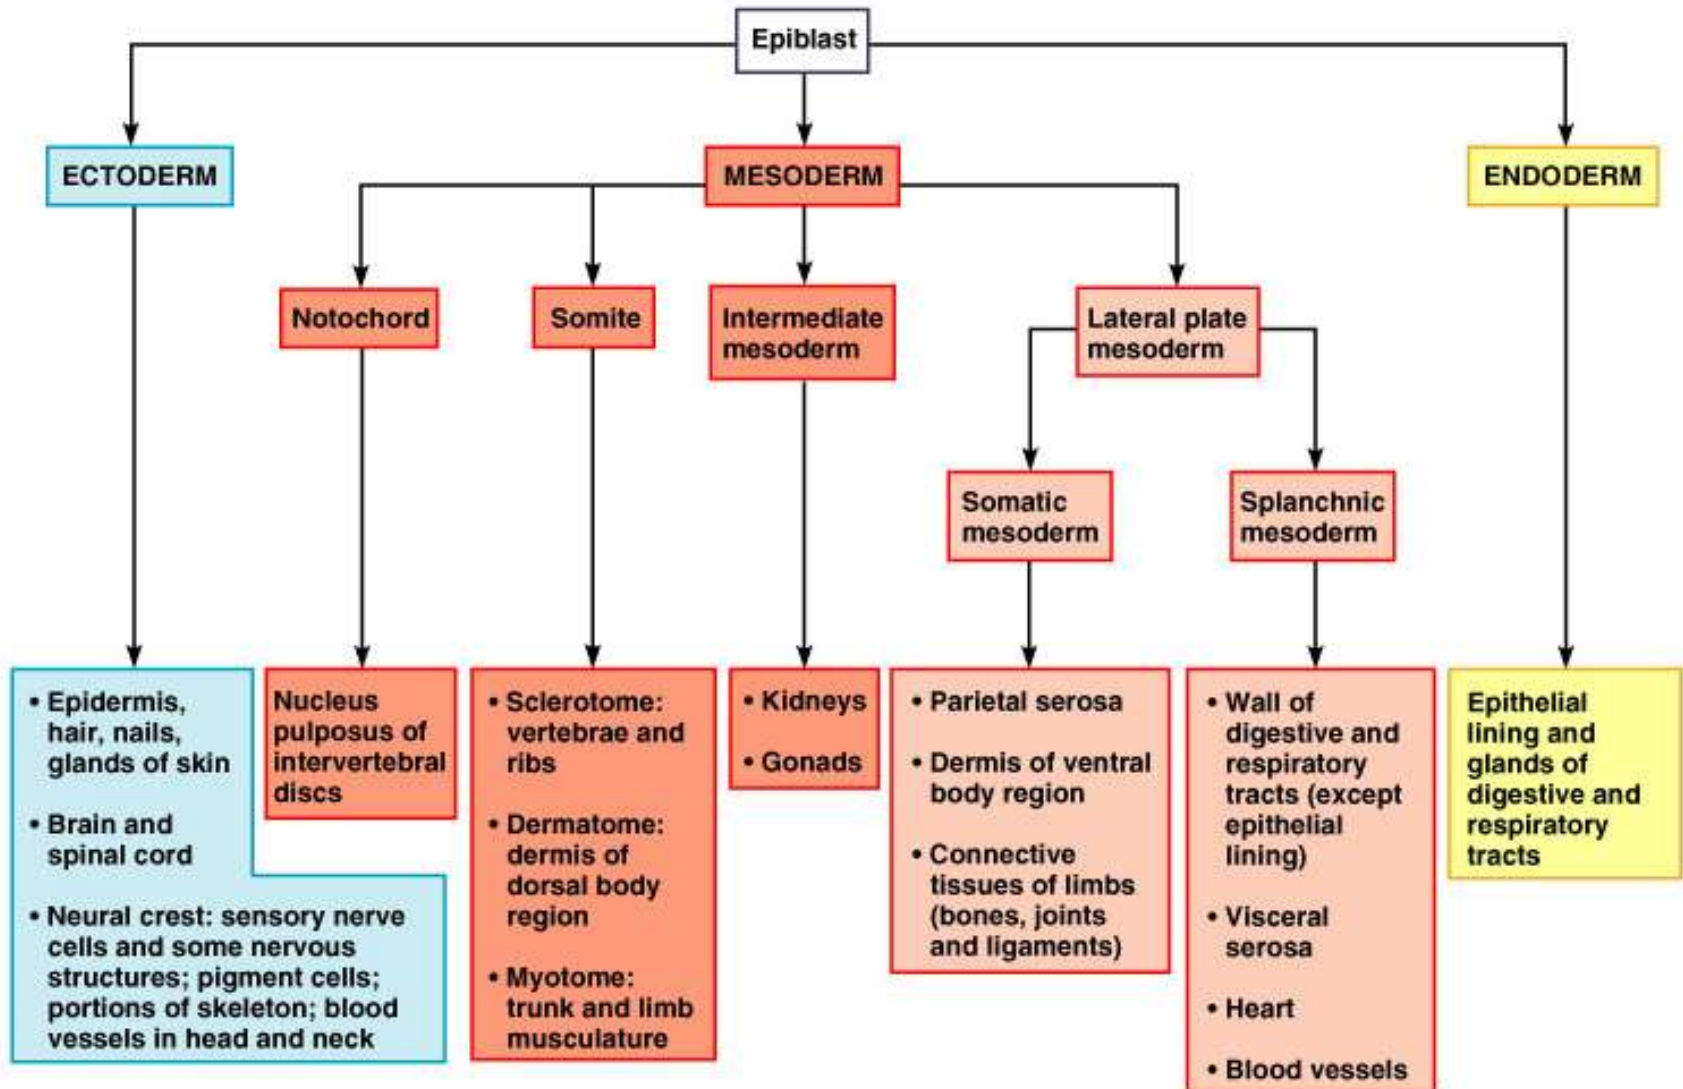 Epiblast
ECTODERM
MESODERM
ENDODERM
Notochord
Somite
Intermediate
mesoderm
Lateral plate
mesoderm
Somatic
mesoderm
Splanchnic
mesoderm
• Epidermis,
hair, nails,
glands of skin
• Brain and
spinal cord
• Neural crest: sensory nerve
cells and some nervous
structures; pigment cells;
portions of skeleton; blood
vessels in head and neck
Nucleus
pulposus of
intervertebral
discs
• Sclerotome:
vertebrae and
ribs
• Dermatome:
dermis of
dorsal body
region
• Myotome:
trunk and limb
musculature
• Kidneys
• Gonads
• Parietal serosa
• Dermis of ventral
body region
• Connective
tissues of limbs
(bones, joints
and ligaments)
• Wall of
digestive and
respiratory
tracts (except
epithelial
lining)
• Visceral
serosa
• Heart
• Blood vessels
Epithelial
lining and
glands of
digestive and
respiratory
tracts